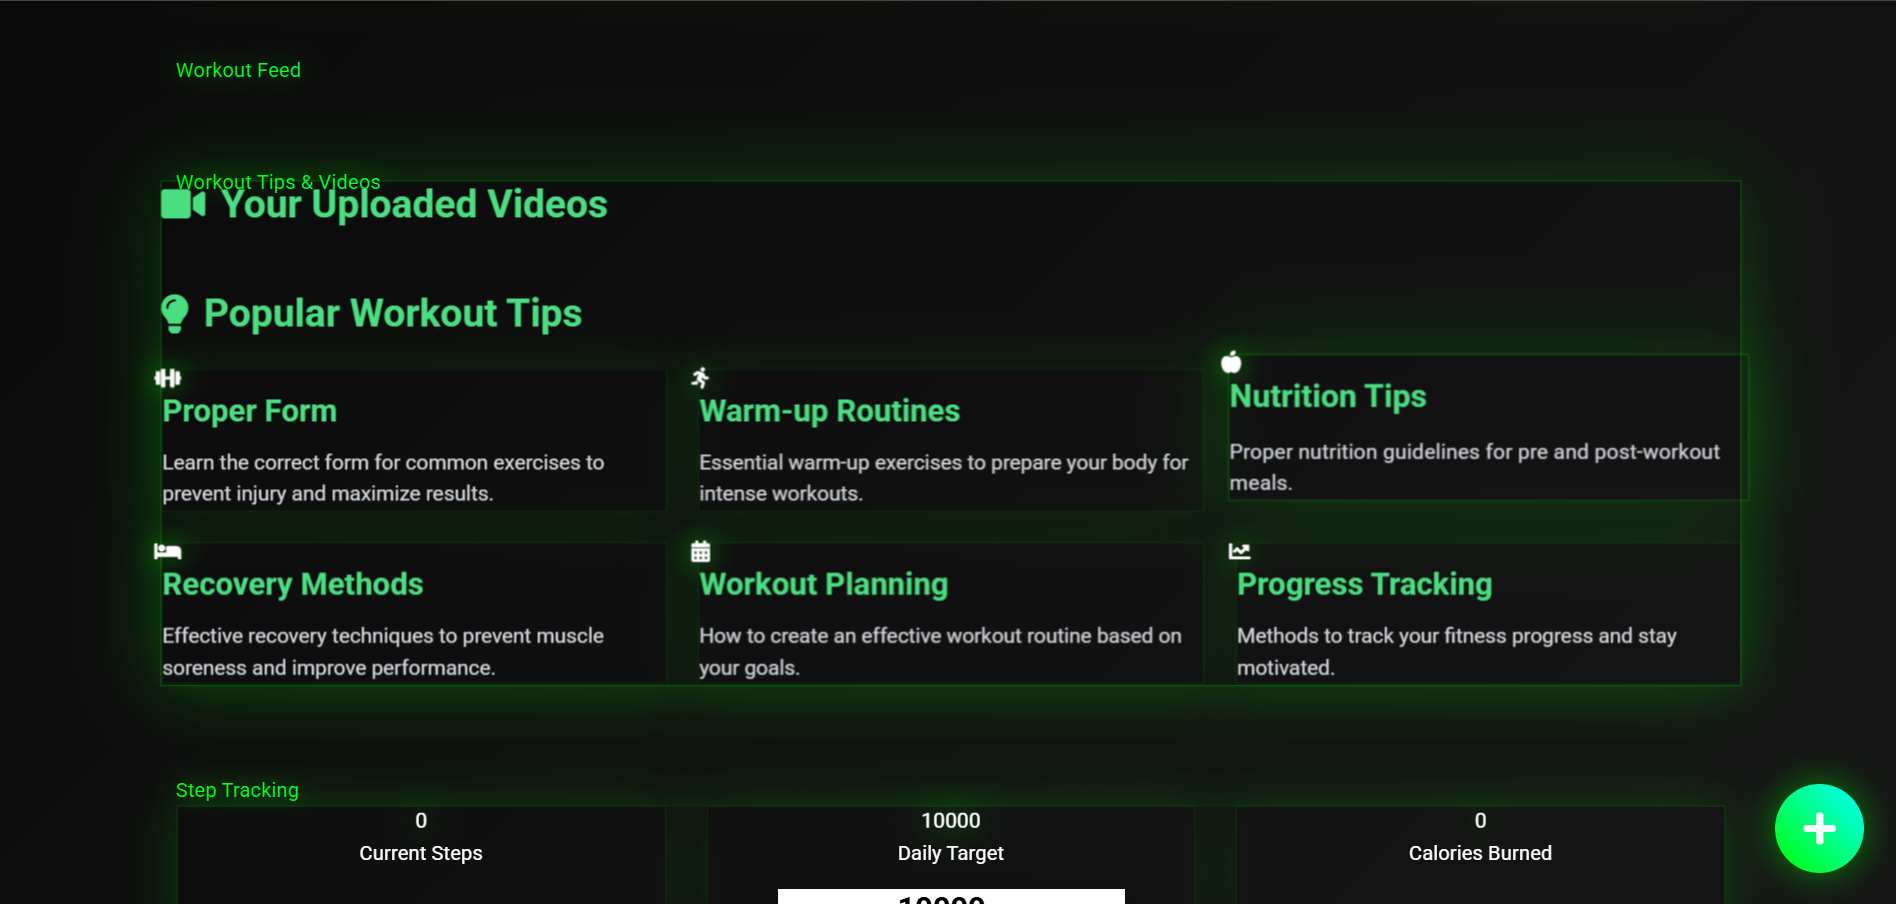 Workout Feed
Workout Tips & Videos
Your Uploaded Videos
Popular Workout Tips
Proper Form
Learn the correct form for common exercises to
prevent injury and maximize results.
Warm-up Routines
Essential warm-up exercises to prepare your body for
intense workouts.
Nutrition Tips
Proper nutrition guidelines for pre and post-workout
meals.
Recovery Methods
Effective recovery techniques to prevent muscle
soreness and improve performance.
Workout Planning
How to create an effective workout routine based on
your goals.
Progress Tracking
Methods to track your fitness progress and stay
motivated.
Step Tracking
0
Current Steps
10000
Daily Target
0
Calories Burned
10000